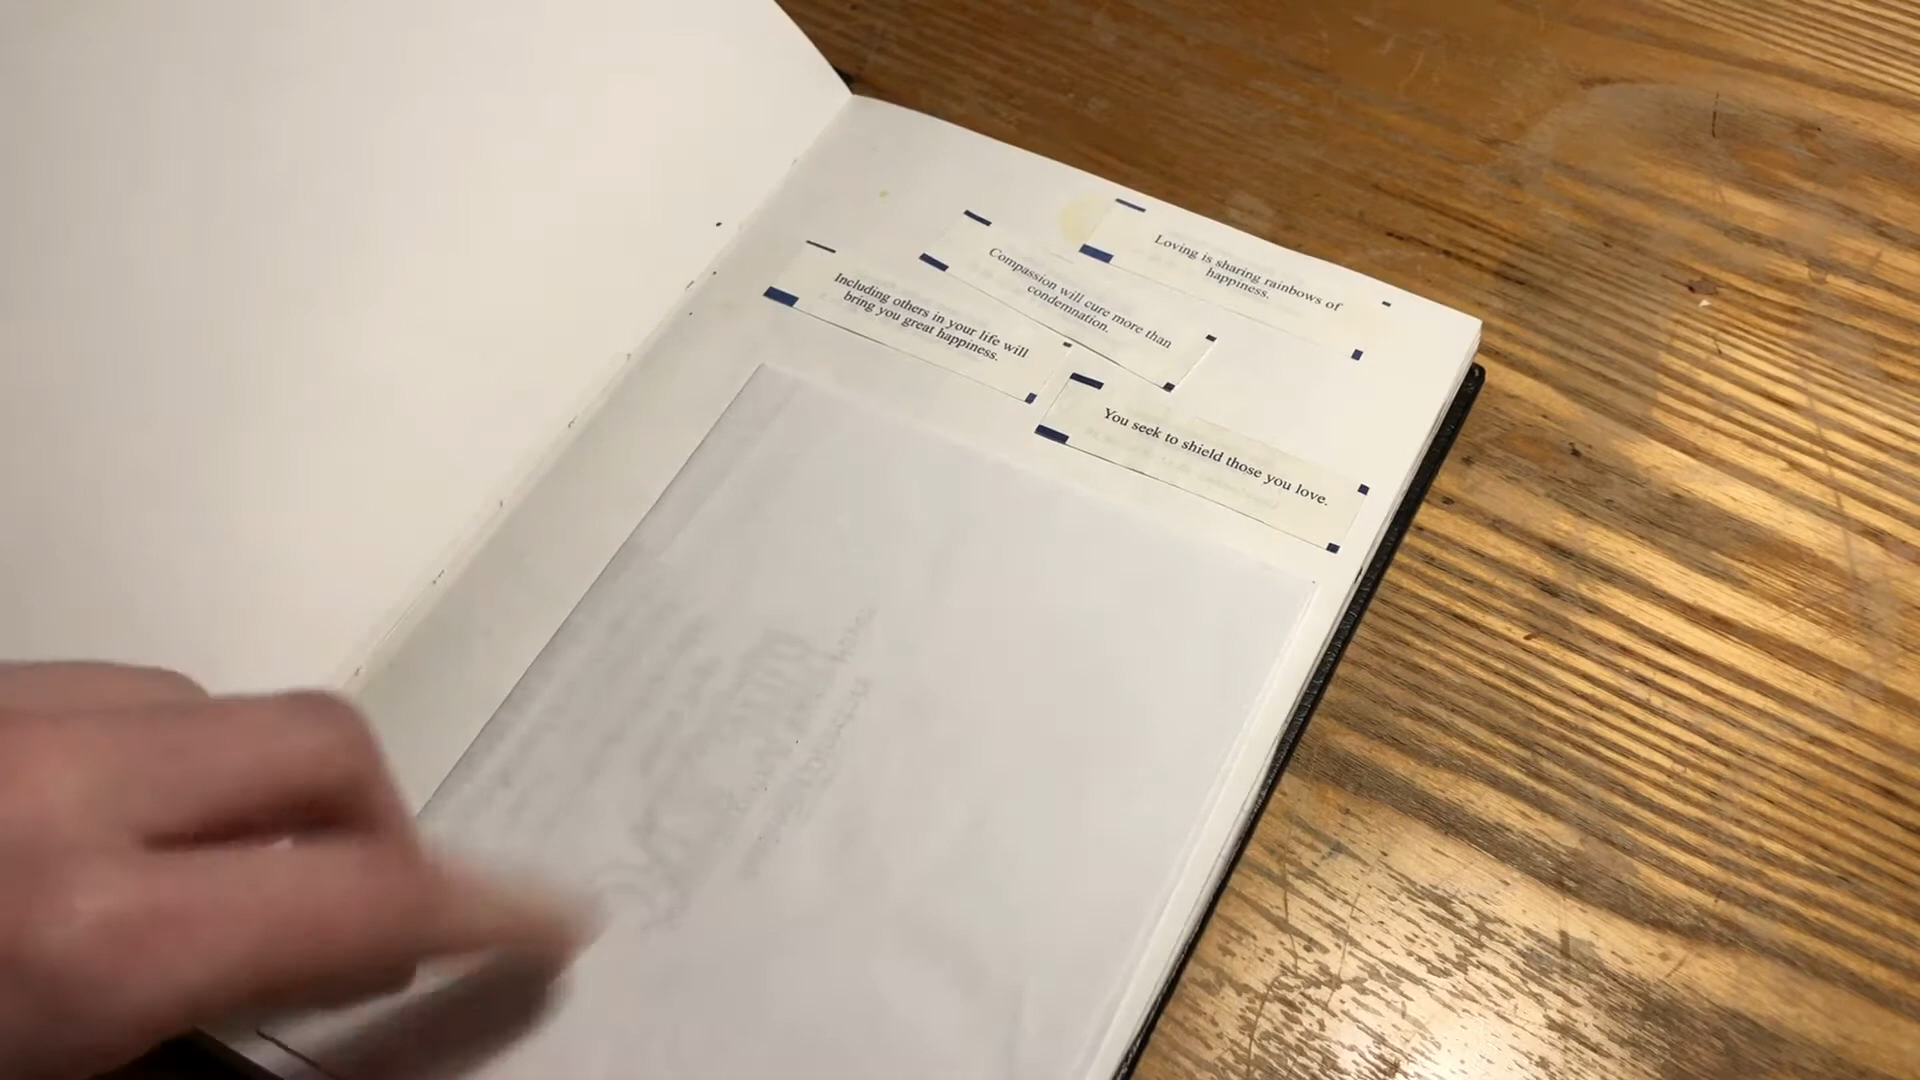 Loving is sharing rainbows of
happiness.
Compassion will cure more than
condemnation.
Including others in your life will
bring you great happiness.
You seek to shield those you love.